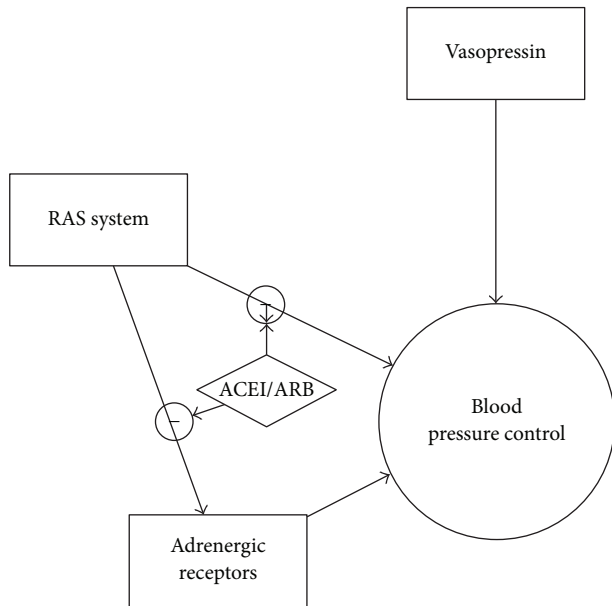 Vasopressin
RAS system
−
ACEI/ARB
−
Blood
pressure control
Adrenergic
receptors